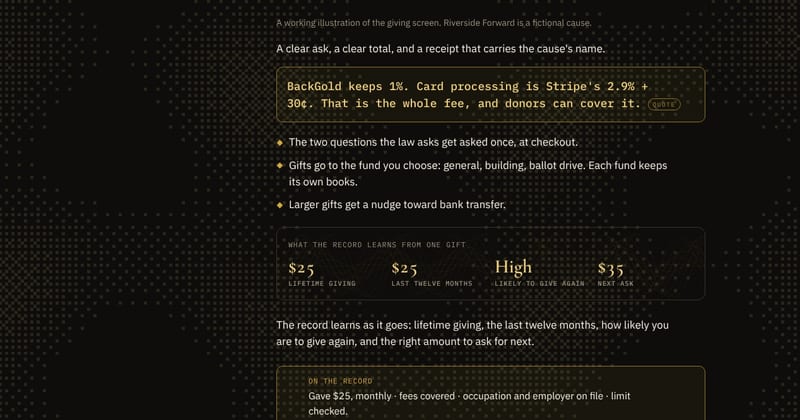 A working illustration of the giving screen. Riverside Forward is a fictional cause.
A clear ask, a clear total, and a receipt that carries the cause's name.
BackGold keeps 1%. Card processing is Stripe's 2.9% +
30¢. That is the whole fee, and donors can cover it. QUOTE
The two questions the law asks get asked once, at checkout.
Gifts go to the fund you choose: general, building, ballot drive. Each fund keeps
its own books.
Larger gifts get a nudge toward bank transfer.
WHAT THE RECORD LEARNS FROM ONE GIFT
$25 $25 High $35
LIFETIME GIVING LAST TWELVE MONTHS LIKELY TO GIVE AGAIN NEXT ASK
The record learns as it goes: lifetime giving, the last twelve months, how likely you
are to give again, and the right amount to ask for next.
ON THE RECORD
Gave $25, monthly · fees covered · occupation and employer on file · limit
checked.